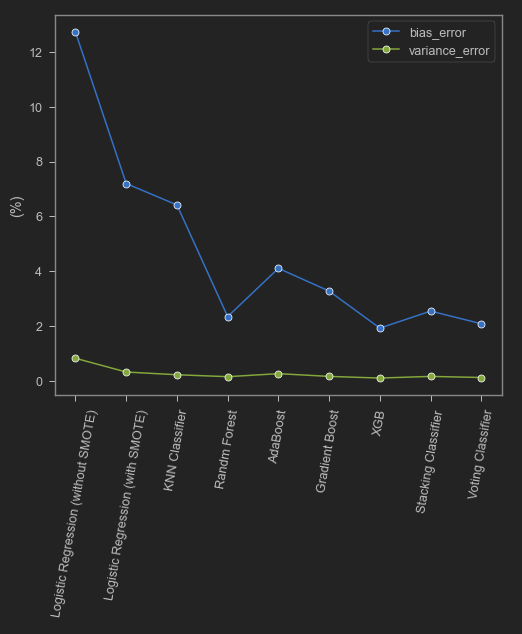 bias_error
variance_error
12
10
8
6
4
2
0
(%)
Logistic Regression (without SMOTE)
Logistic Regression (with SMOTE)
KNN Classifier
Randm Forest
AdaBoost
Gradient Boost
XGB
Stacking Classifier
Voting Classifier